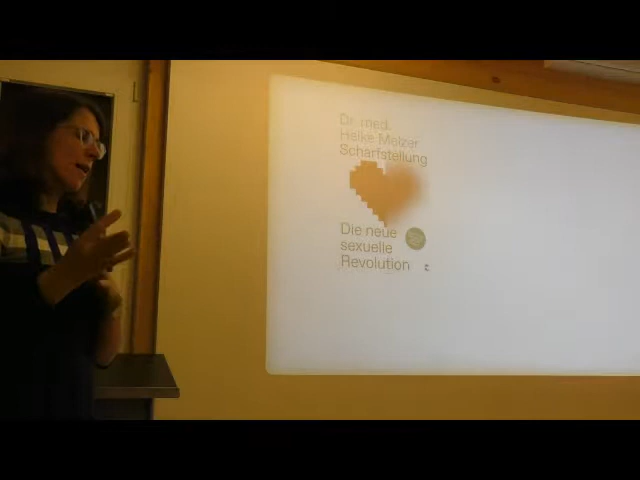 Dr. med.
Heike Melzer
Scharfstellung
Die neue
sexuelle
Revolution